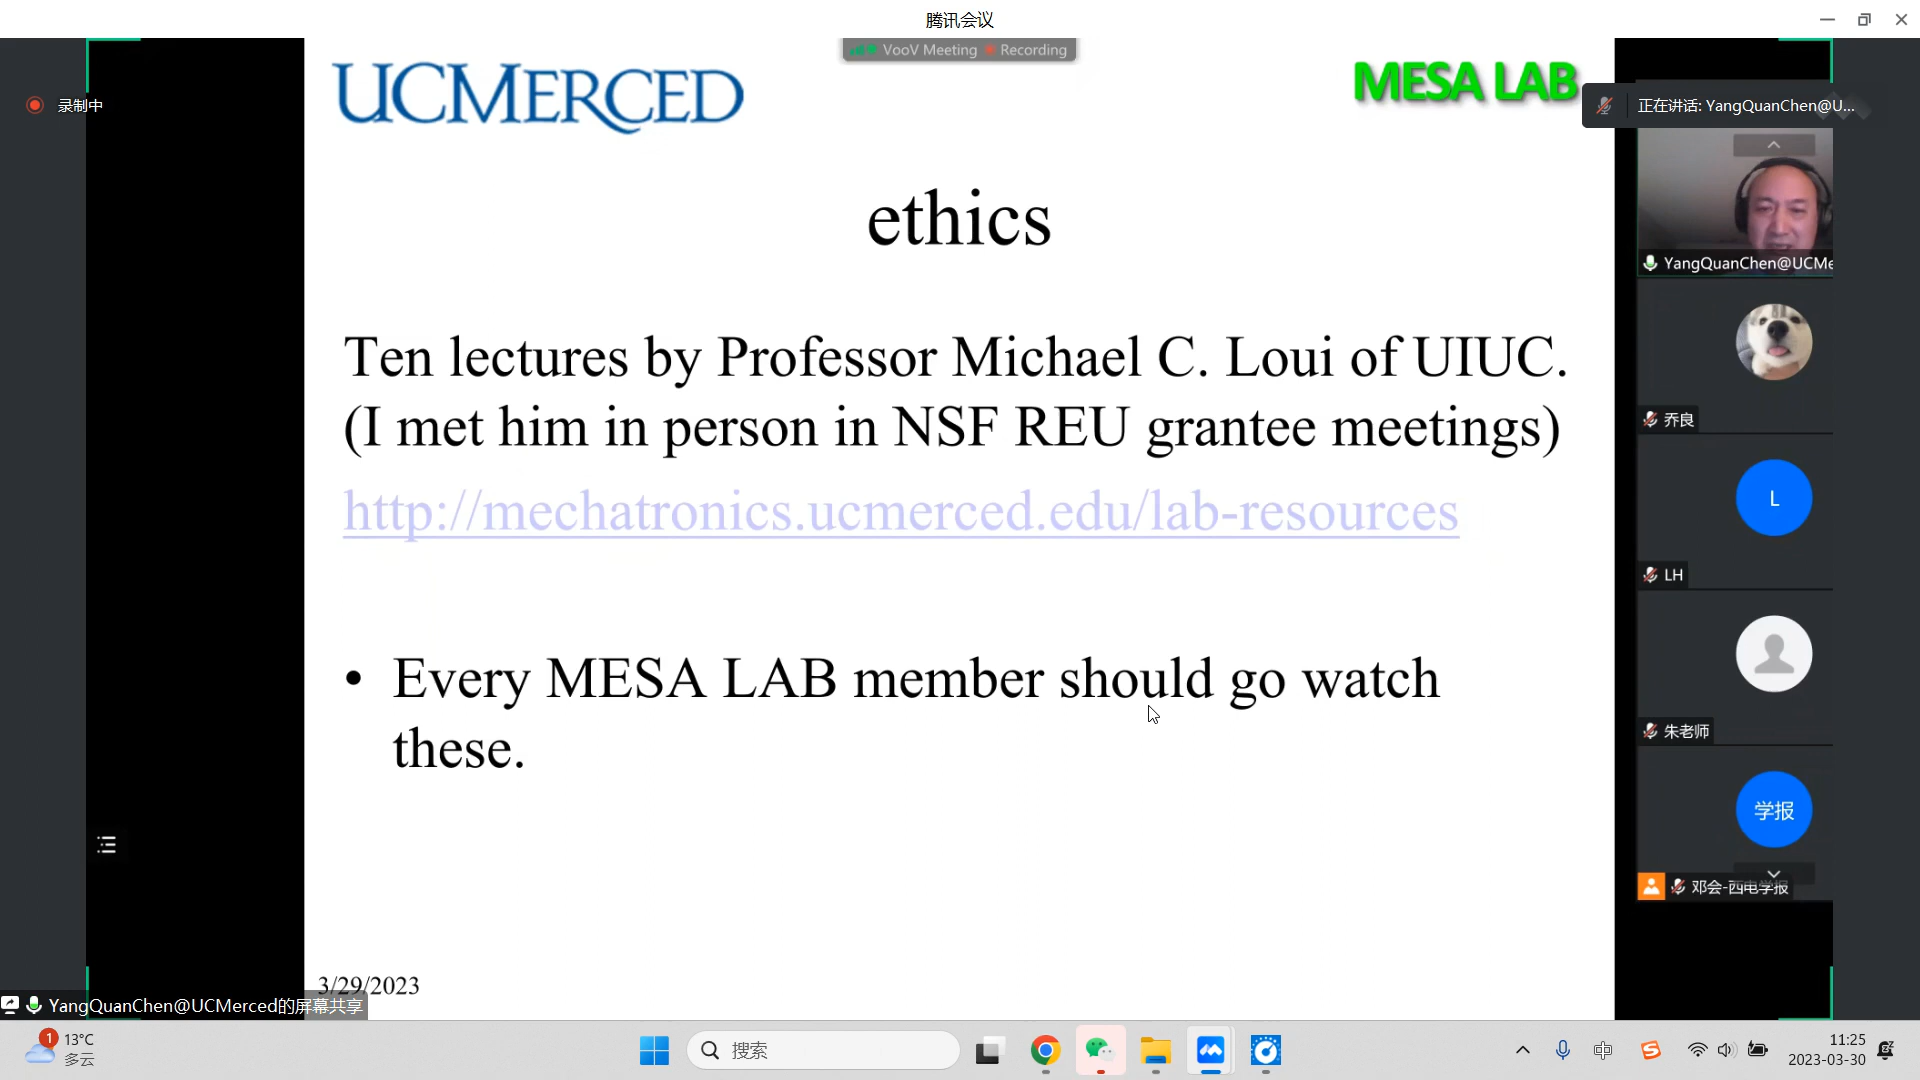 腾讯会议
VooV Meeting Recording
录制中
UCMERCED
MESA LAB
正在讲话: YangQuanChen@U...
ethics
YangQuanChen@UCMe
Ten lectures by Professor Michael C. Loui of UIUC.
(I met him in person in NSF REU grantee meetings)
乔良
http://mechatronics.ucmerced.edu/lab-resources
L
LH
• Every MESA LAB member should go watch
these.
朱老师
学报
邓会-西电学报
3/29/2023
YangQuanChen@UCMerced的屏幕共享
1
13°C
多云
搜索
中
11:25
2023-03-30